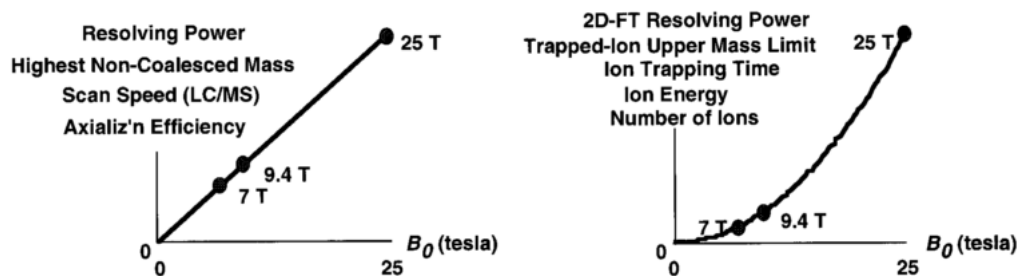 Resolving Power
Highest Non-Coalesced Mass
Scan Speed (LC/MS)
Axializ'n Efficiency
25 T
9.4 T
7 T
0
B0 (tesla)
0
25
2D-FT Resolving Power
Trapped-Ion Upper Mass Limit
Ion Trapping Time
Ion Energy
Number of Ions
25 T
7 T
9.4 T
0
B0 (tesla)
0
25